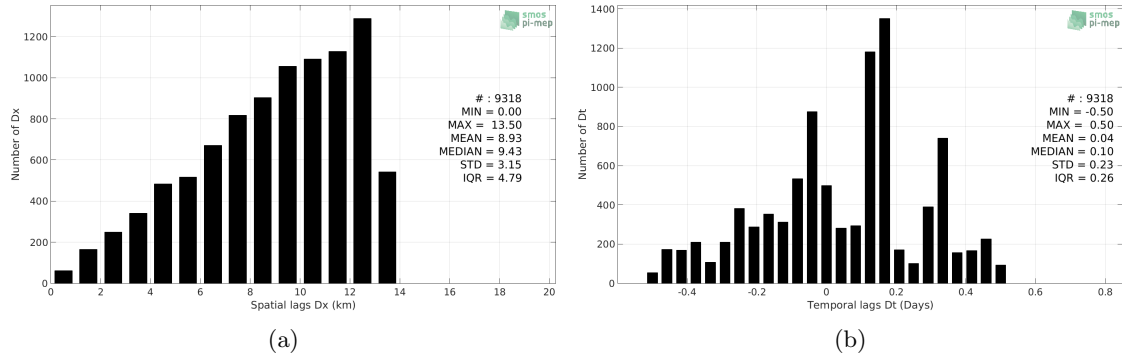 smos
pi-mep
1200
1000
800
600
400
200
0
Number of Dx
# : 9318
MIN = 0.00
MAX = 13.50
MEAN = 8.93
MEDIAN = 9.43
STD = 3.15
IQR = 4.79
0 2 4 6 8 10 12 14 16 18 20
Spatial lags Dx (km)
(a)
smos
pi-mep
1400
1200
1000
800
600
400
200
0
Number of Dt
# : 9318
MIN = -0.50
MAX = 0.50
MEAN = 0.04
MEDIAN = 0.10
STD = 0.23
IQR = 0.26
-0.4 -0.2 0 0.2 0.4 0.6 0.8
Temporal lags Dt (Days)
(b)